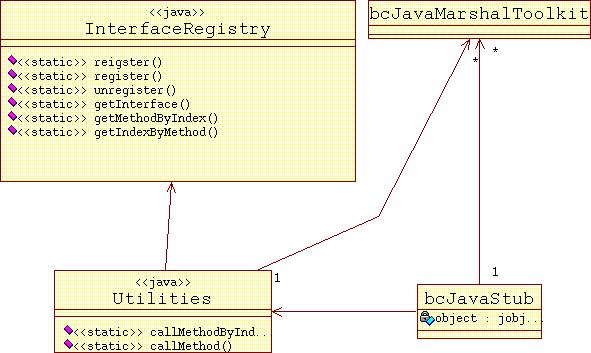 <<java>>
InterfaceRegistry
<<static>> reigster()
<<static>> register()
<<static>> unregister()
<<static>> getInterface()
<<static>> getMethodByIndex()
<<static>> getIndexByMethod()
bcJavaMarshalToolkit
*
*
1
1
<<java>>
Utilities
<<static>> callMethodByInd...
<<static>> callMethod()
bcJavaStub
object : jobj...